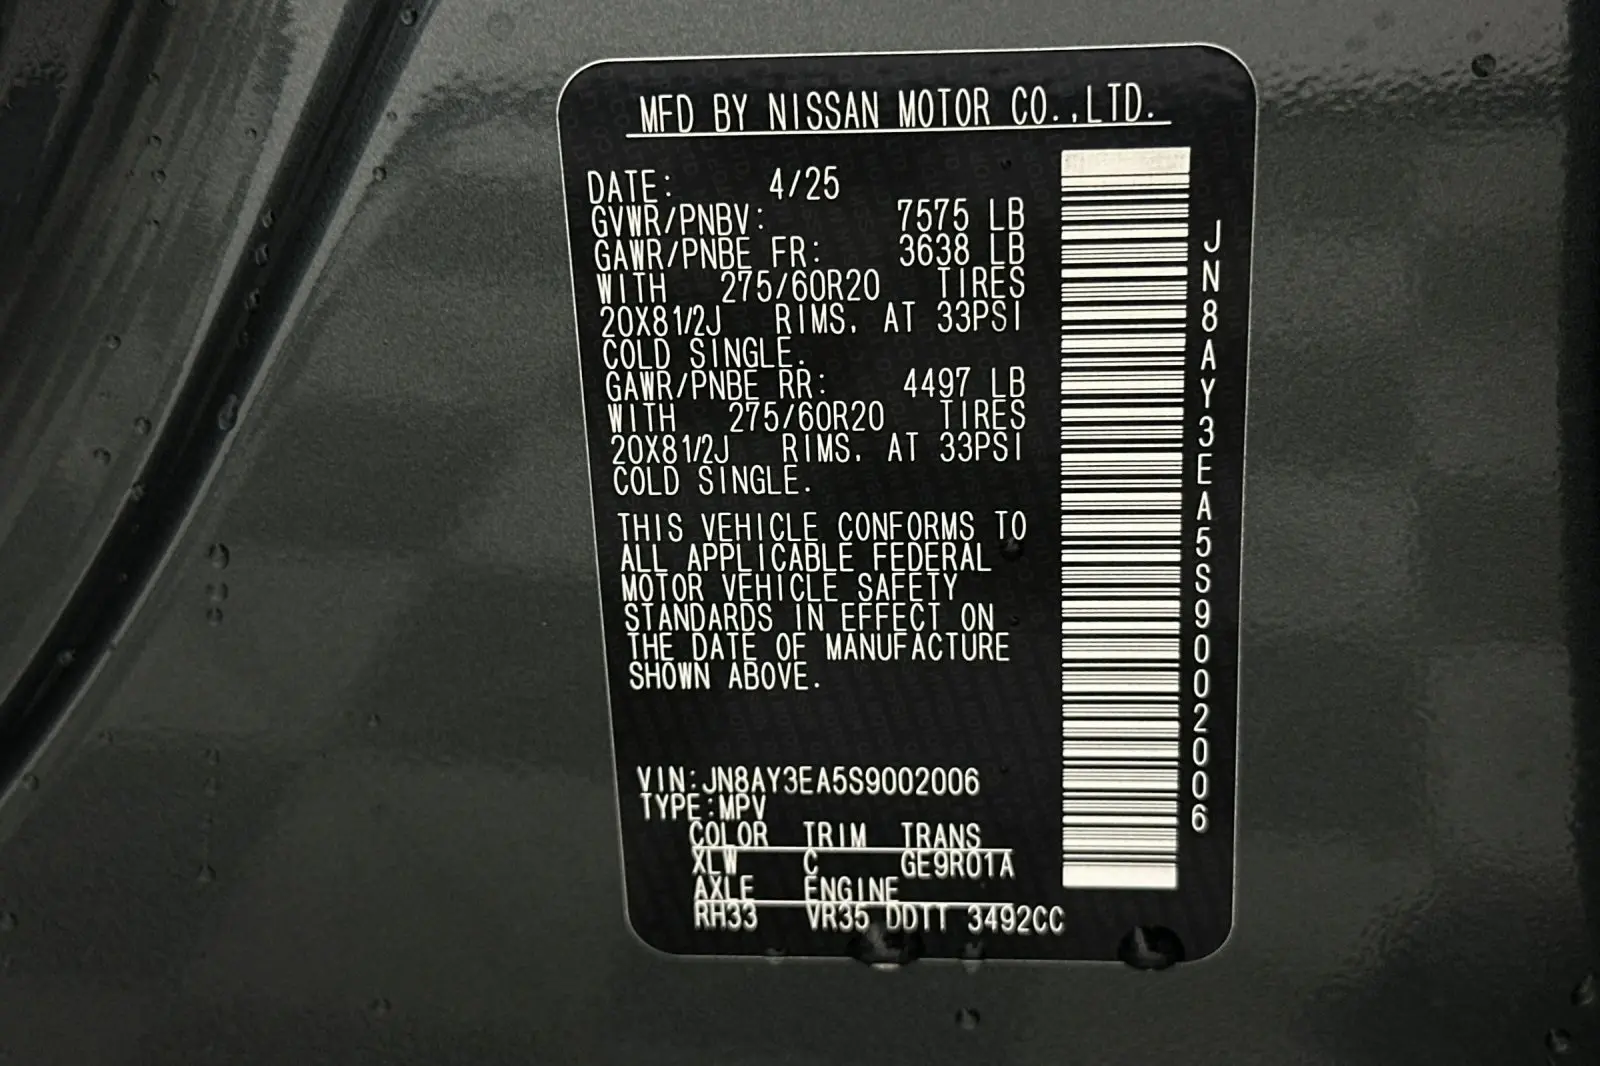 MFD BY NISSAN MOTOR CO.,LTD.
DATE: 4/25
GVWR/PNBV: 7575 LB
GAWR/PNBE FR: 3638 LB
WITH 275/60R20 TIRES
20X81/2J RIMS, AT 33PSI
COLD SINGLE.
GAWR/PNBE RR: 4497 LB
WITH 275/60R20 TIRES
20X81/2J RIMS. AT 33PSI
COLD SINGLE.
THIS VEHICLE CONFORMS TO
ALL APPLICABLE FEDERAL
MOTOR VEHICLE SAFETY
STANDARDS IN EFFECT ON
THE DATE OF MANUFACTURE
SHOWN ABOVE.
VIN:JN8AY3EA5S9002006
TYPE:MPV
COLOR TRIM TRANS
XLW C GE9R01A
AXLE ENGINE
RH33 VR35 DDTT 3492CC
JN8AY3EA5S9002006